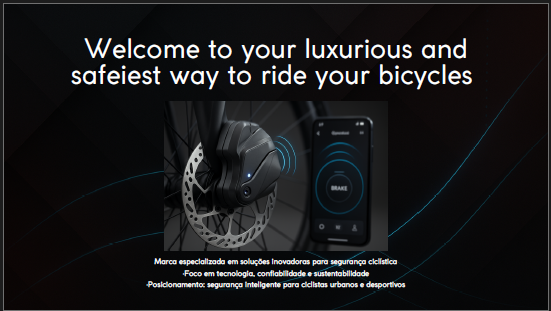 Welcome to your luxurious and
safeiest way to ride your bicycles
BRAKE
Marca especializada em soluções inovadoras para segurança ciclística
•Foco em tecnologia, confiabilidade e sustentabilidade
•Posicionamento: segurança inteligente para ciclistas urbanos e desportivos